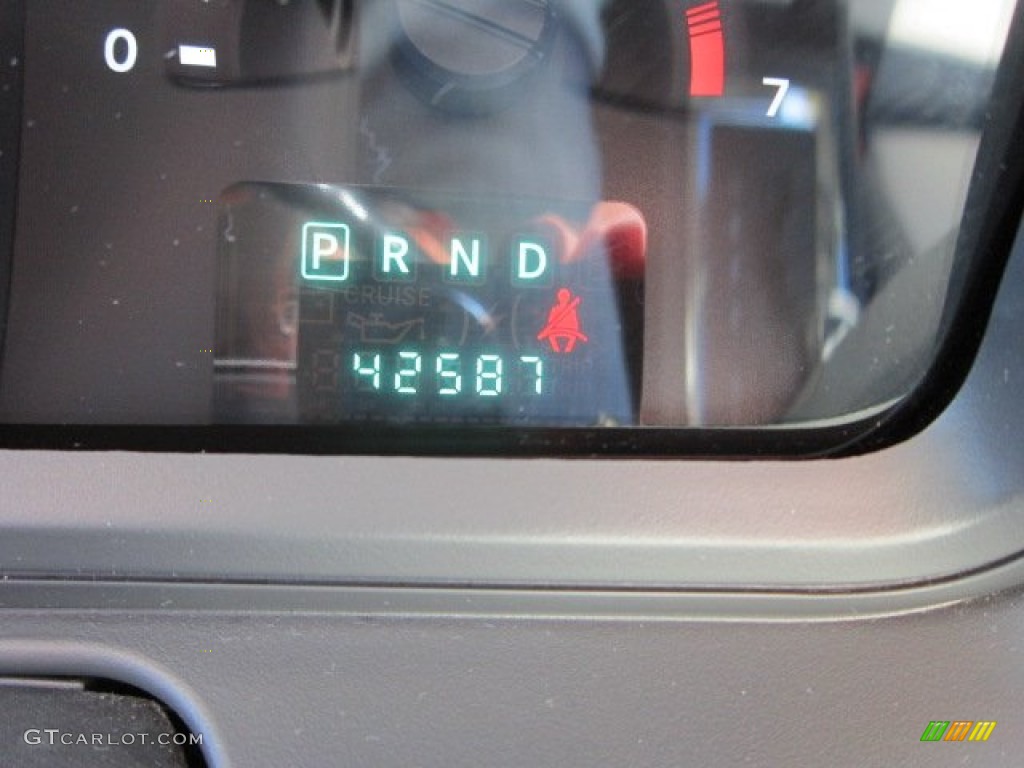 0
7
P R N D
CRUISE
42587
GTCARLOT.COM